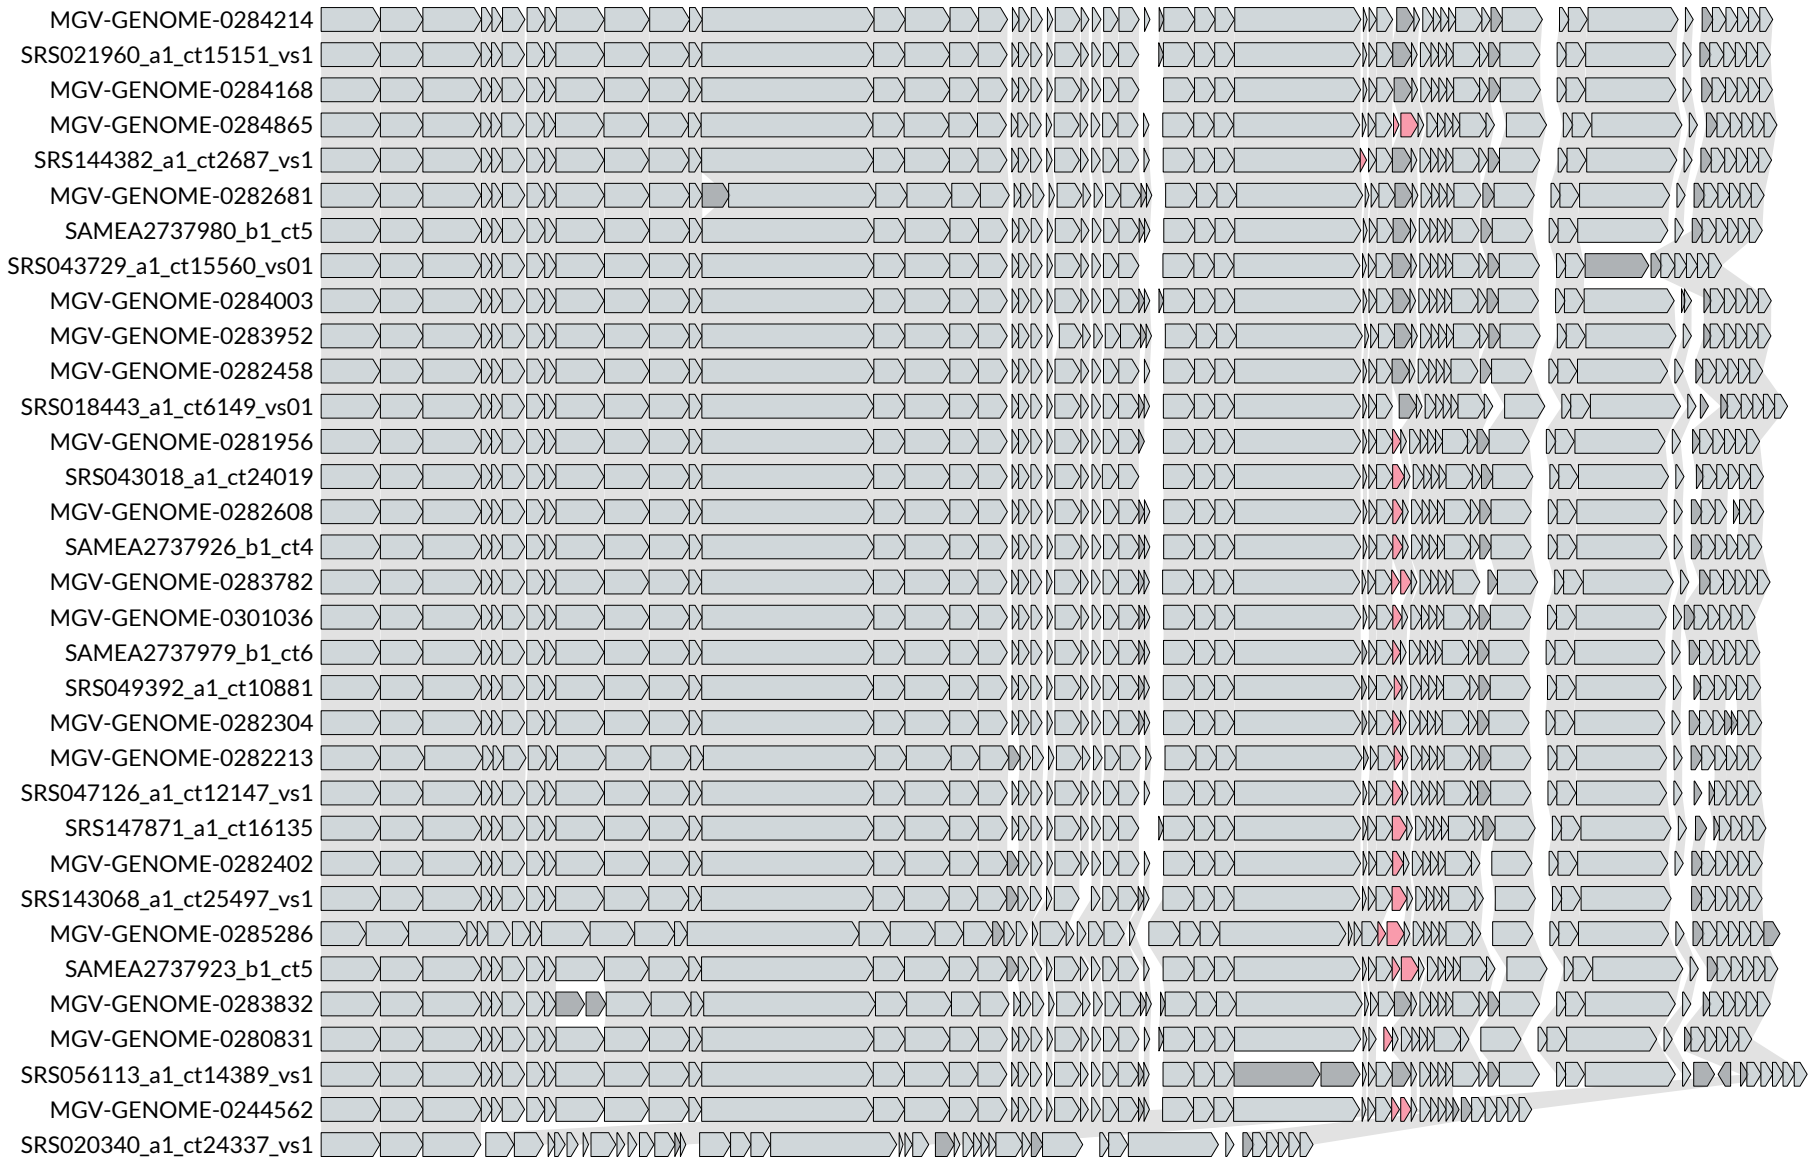 MGV-GENOME-0284214
SRS021960_a1_ct15151_vs1
MGV-GENOME-0284168
MGV-GENOME-0284865
SRS144382_a1_ct2687_vs1
MGV-GENOME-0282681
SAMEA2737980_b1_ct5
SRS043729_a1_ct15560_vs01
MGV-GENOME-0284003
MGV-GENOME-0283952
MGV-GENOME-0282458
SRS018443_a1_ct6149_vs01
MGV-GENOME-0281956
SRS043018_a1_ct24019
MGV-GENOME-0282608
SAMEA2737926_b1_ct4
MGV-GENOME-0283782
MGV-GENOME-0301036
SAMEA2737979_b1_ct6
SRS049392_a1_ct10881
MGV-GENOME-0282304
MGV-GENOME-0282213
SRS047126_a1_ct12147_vs1
SRS147871_a1_ct16135
MGV-GENOME-0282402
SRS143068_a1_ct25497_vs1
MGV-GENOME-0285286
SAMEA2737923_b1_ct5
MGV-GENOME-0283832
MGV-GENOME-0280831
SRS056113_a1_ct14389_vs1
MGV-GENOME-0244562
SRS020340_a1_ct24337_vs1